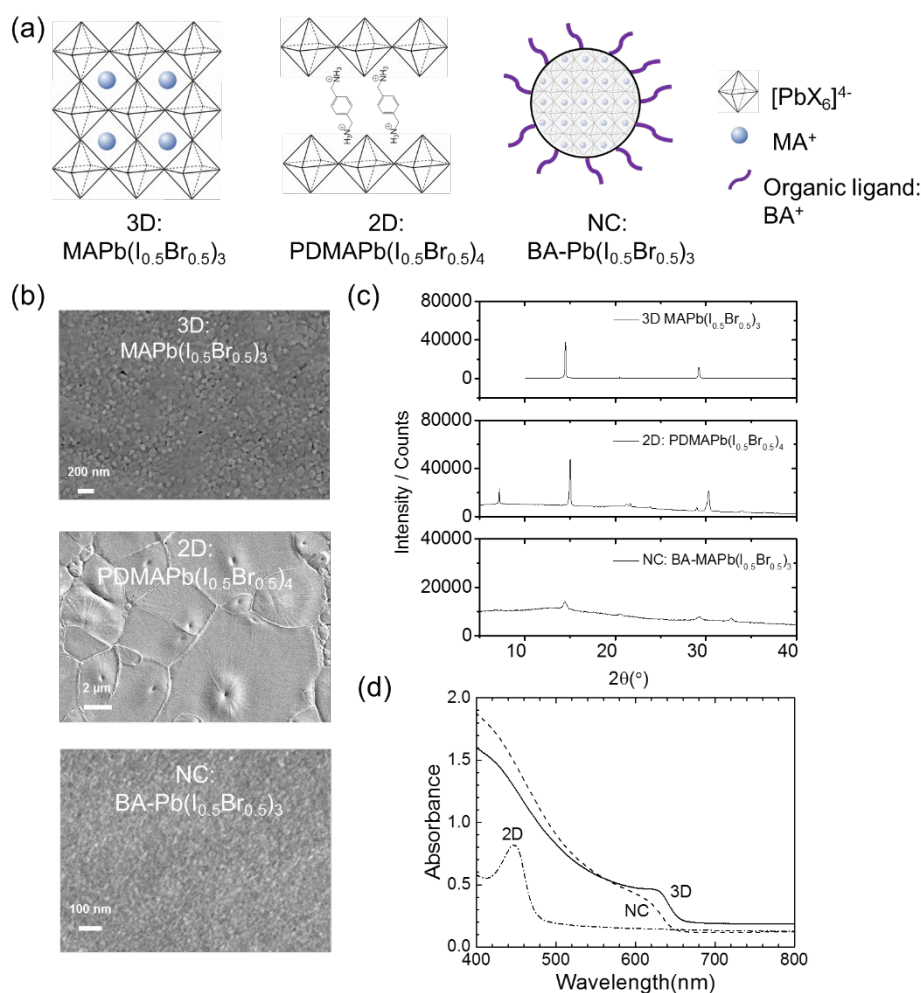 (a)
NH₃
NH₃
⊕
⊕
H₃N
H₃N
⊕
⊕
[PbX₆]⁴⁻
MA⁺
Organic ligand:
BA⁺
3D:
MAPb(I₀.₅Br₀.₅)₃
2D:
PDMAPb(I₀.₅Br₀.₅)₄
NC:
BA-Pb(I₀.₅Br₀.₅)₃
(b)
3D:
MAPb(I₀.₅Br₀.₅)₃
200 nm
2D:
PDMAPb(I₀.₅Br₀.₅)₄
2 µm
NC:
BA-Pb(I₀.₅Br₀.₅)₃
100 nm
(c)
80000
40000
0
3D MAPb(I₀.₅Br₀.₅)₃
80000
40000
0
2D: PDMAPb(I₀.₅Br₀.₅)₄
40000
20000
0
NC: BA-MAPb(I₀.₅Br₀.₅)₃
Intensity / Counts
10 20 30 40
2θ(°)
(d)
2.0
1.5
1.0
0.5
0.0
Absorbance
2D
3D
NC
400 500 600 700 800
Wavelength(nm)